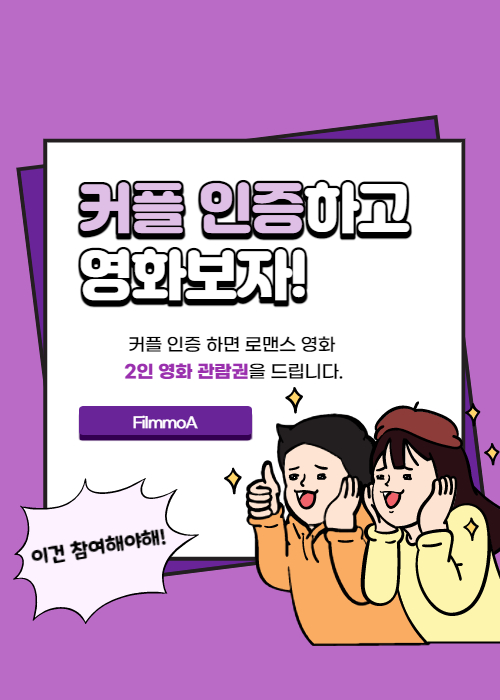 커플 인증하고
영화보자!
커플 인증 하면 로맨스 영화
2인 영화 관람권을 드립니다.
FilmmoA
이건 참여해야해!